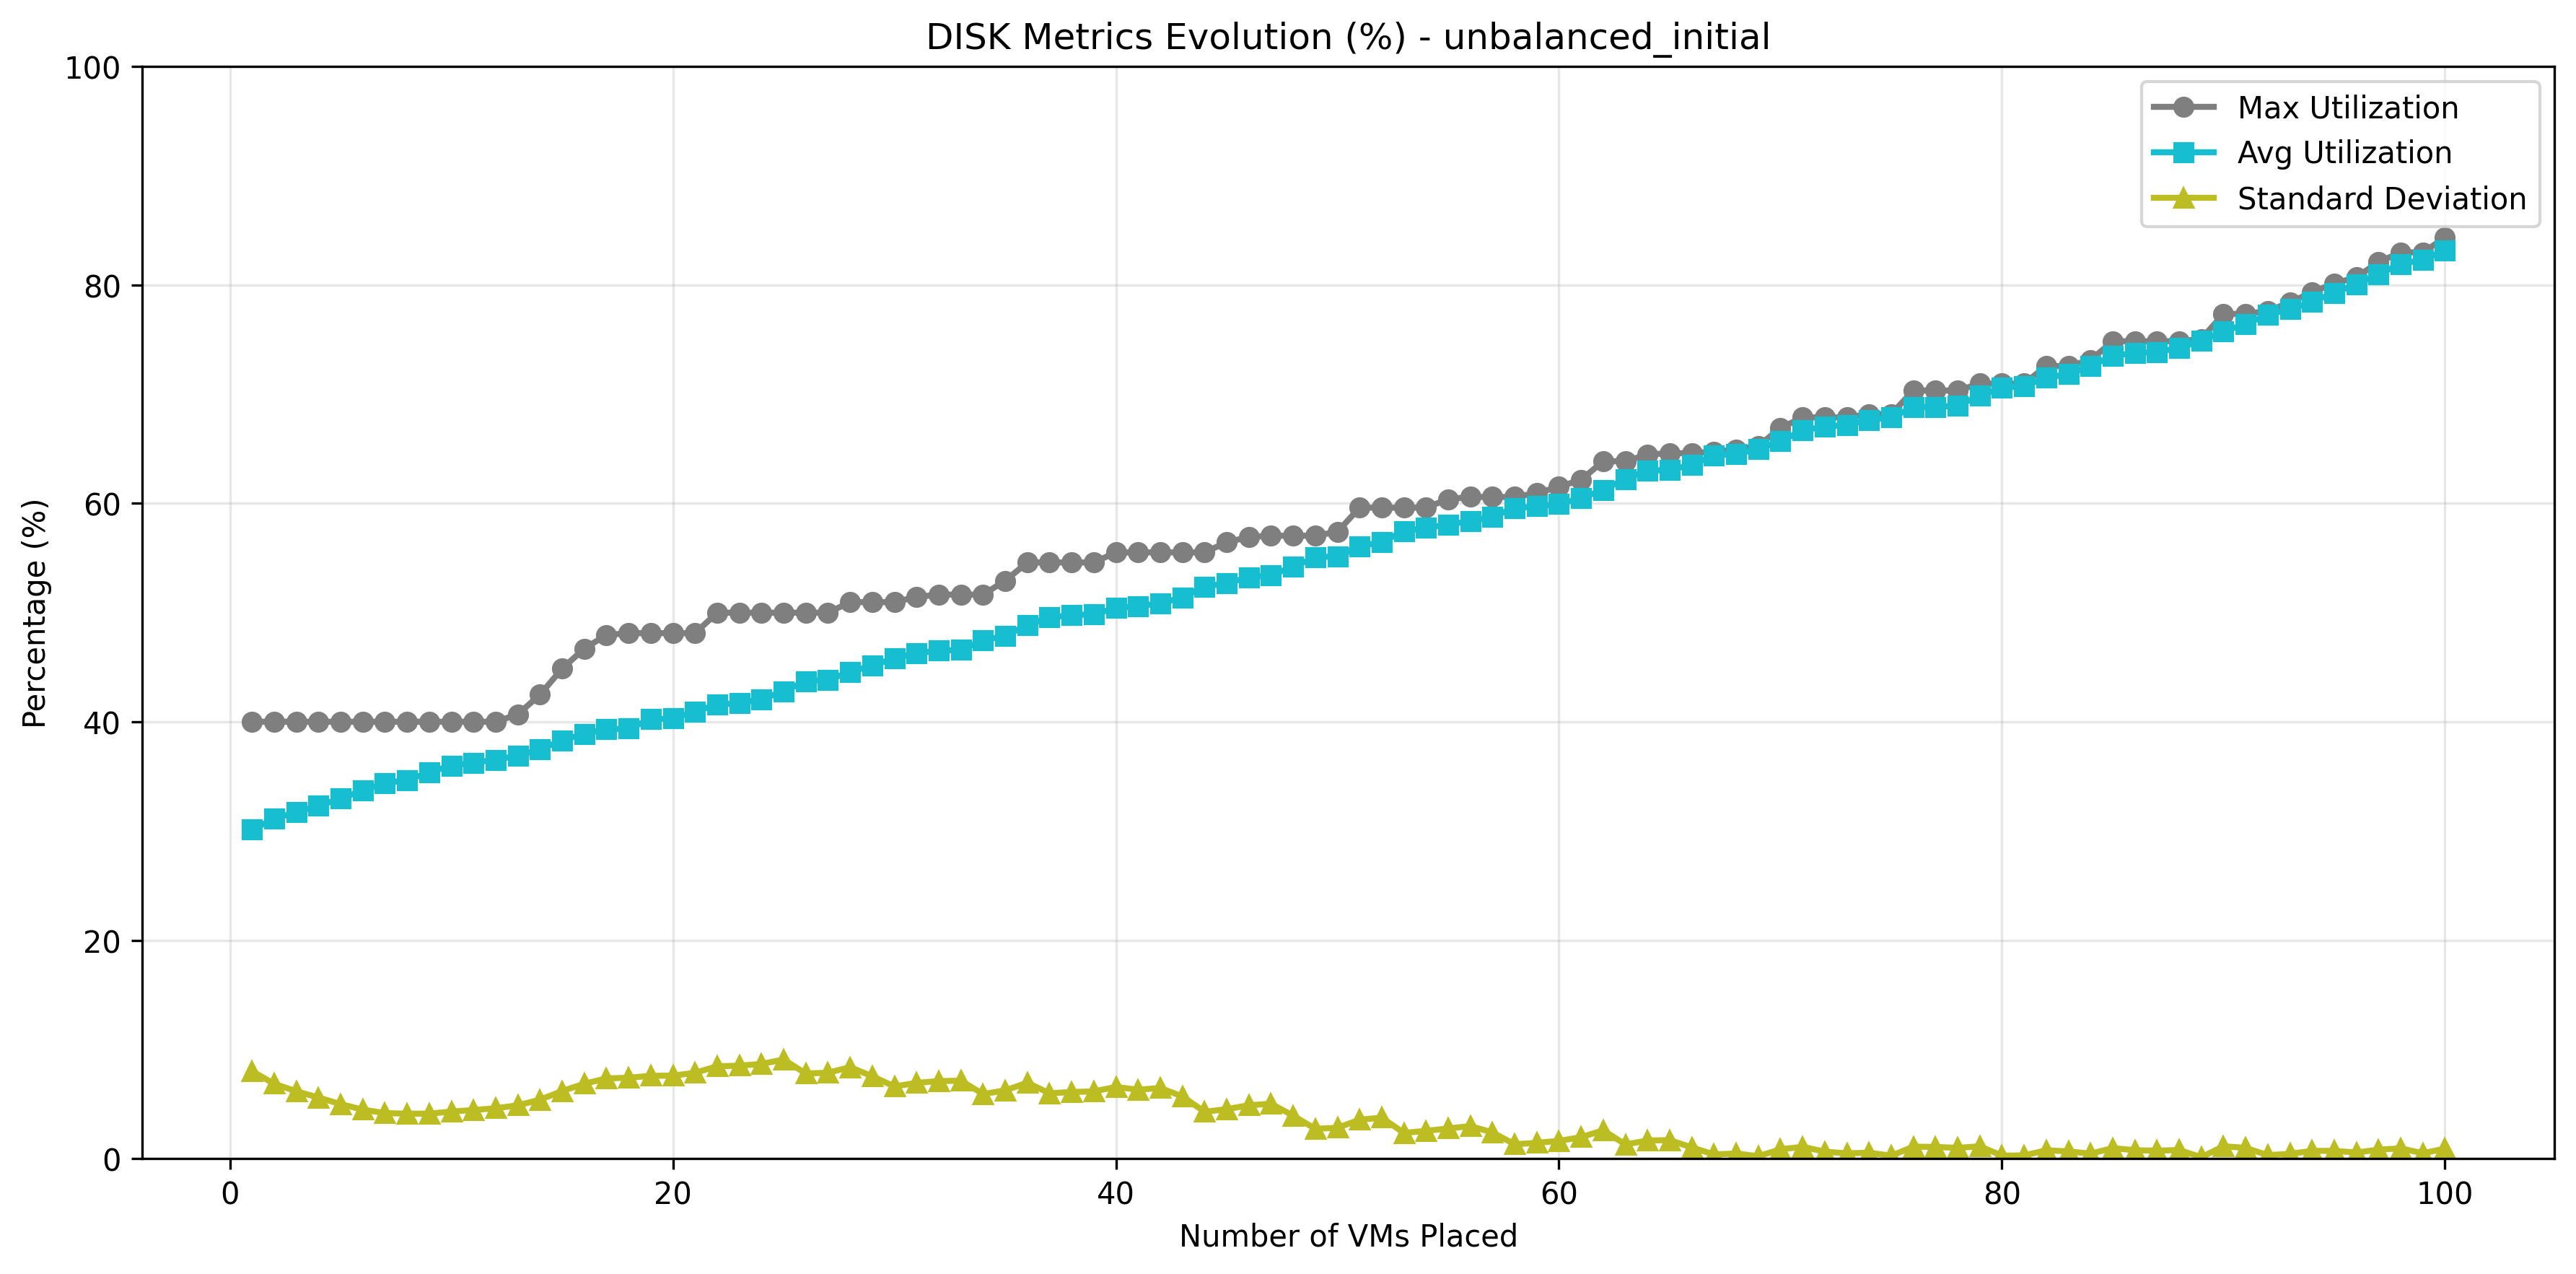 DISK Metrics Evolution (%) - unbalanced_initial
100
80
60
40
20
0
Percentage (%)
Max Utilization
Avg Utilization
Standard Deviation
0 20 40 60 80 100
Number of VMs Placed